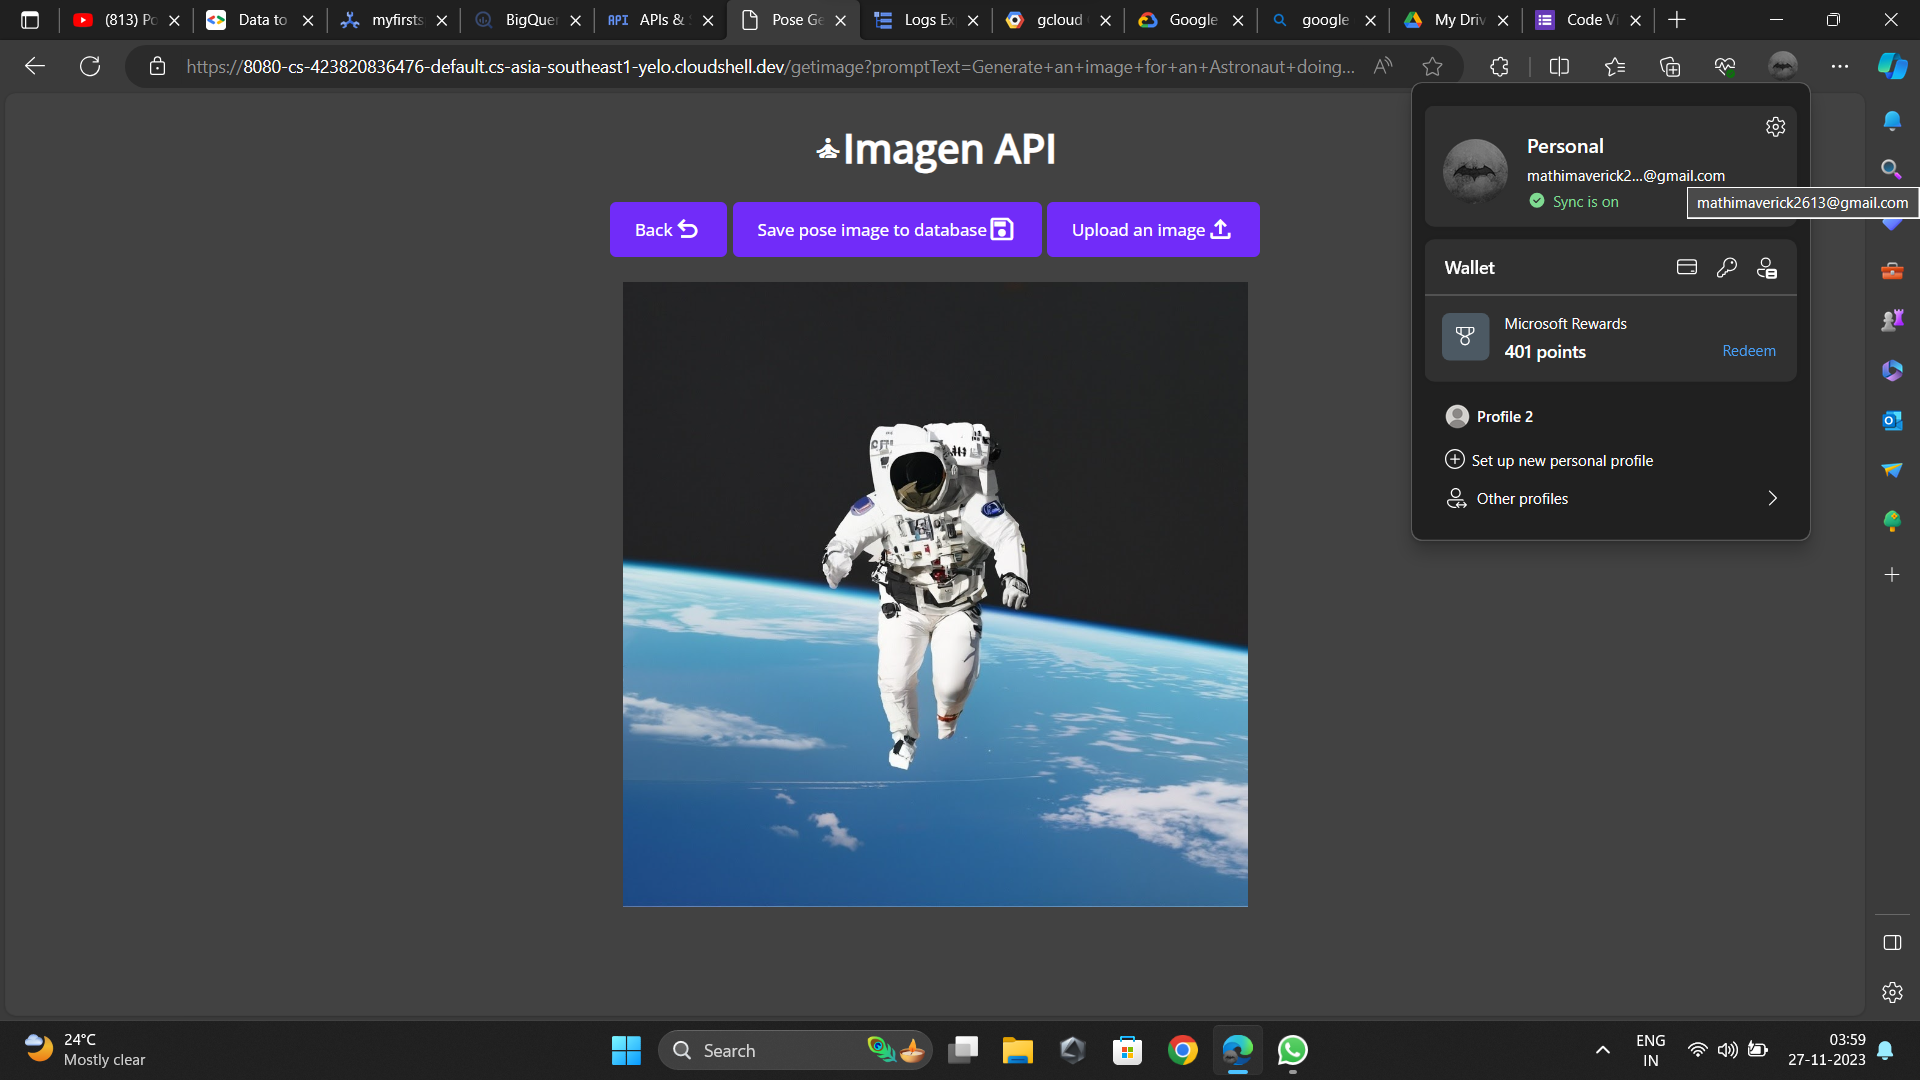 (813) Po
Data to
myfirsts
BigQuer
API APIs & S
Pose Ge
Logs Ex
gcloud
Google
google
My Driv
Code Vi
https://8080-cs-423820836476-default.cs-asia-southeast1-yelo.cloudshell.dev/getimage?promptText=Generate+an+image+for+an+Astronaut+doing...
Imagen API
Back
Save pose image to database
Upload an image
Personal
mathimaverick2...@gmail.com
Sync is on
mathimaverick2613@gmail.com
Wallet
Microsoft Rewards
401 points
Redeem
Profile 2
Set up new personal profile
Other profiles
24°C
Mostly clear
Search
ENG
IN
03:59
27-11-2023